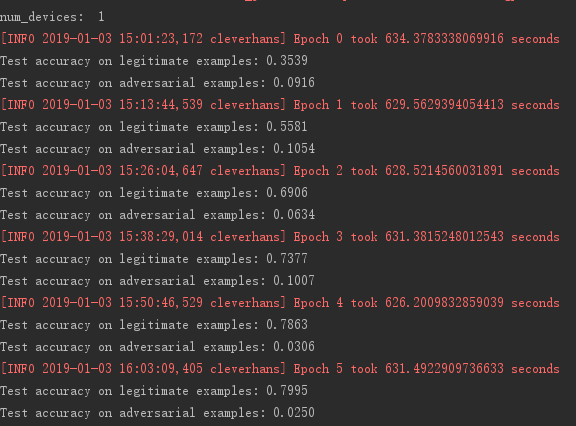 num_devices:  1
[INFO 2019-01-03 15:01:23,172 cleverhans] Epoch 0 took 634.3783338069916 seconds
Test accuracy on legitimate examples: 0.3539
Test accuracy on adversarial examples: 0.0916
[INFO 2019-01-03 15:13:44,539 cleverhans] Epoch 1 took 629.5629394054413 seconds
Test accuracy on legitimate examples: 0.5581
Test accuracy on adversarial examples: 0.1054
[INFO 2019-01-03 15:26:04,647 cleverhans] Epoch 2 took 628.5214560031891 seconds
Test accuracy on legitimate examples: 0.6906
Test accuracy on adversarial examples: 0.0634
[INFO 2019-01-03 15:38:29,014 cleverhans] Epoch 3 took 631.3815248012543 seconds
Test accuracy on legitimate examples: 0.7377
Test accuracy on adversarial examples: 0.1007
[INFO 2019-01-03 15:50:46,529 cleverhans] Epoch 4 took 626.2009832859039 seconds
Test accuracy on legitimate examples: 0.7863
Test accuracy on adversarial examples: 0.0306
[INFO 2019-01-03 16:03:09,405 cleverhans] Epoch 5 took 631.4922909736633 seconds
Test accuracy on legitimate examples: 0.7995
Test accuracy on adversarial examples: 0.0250